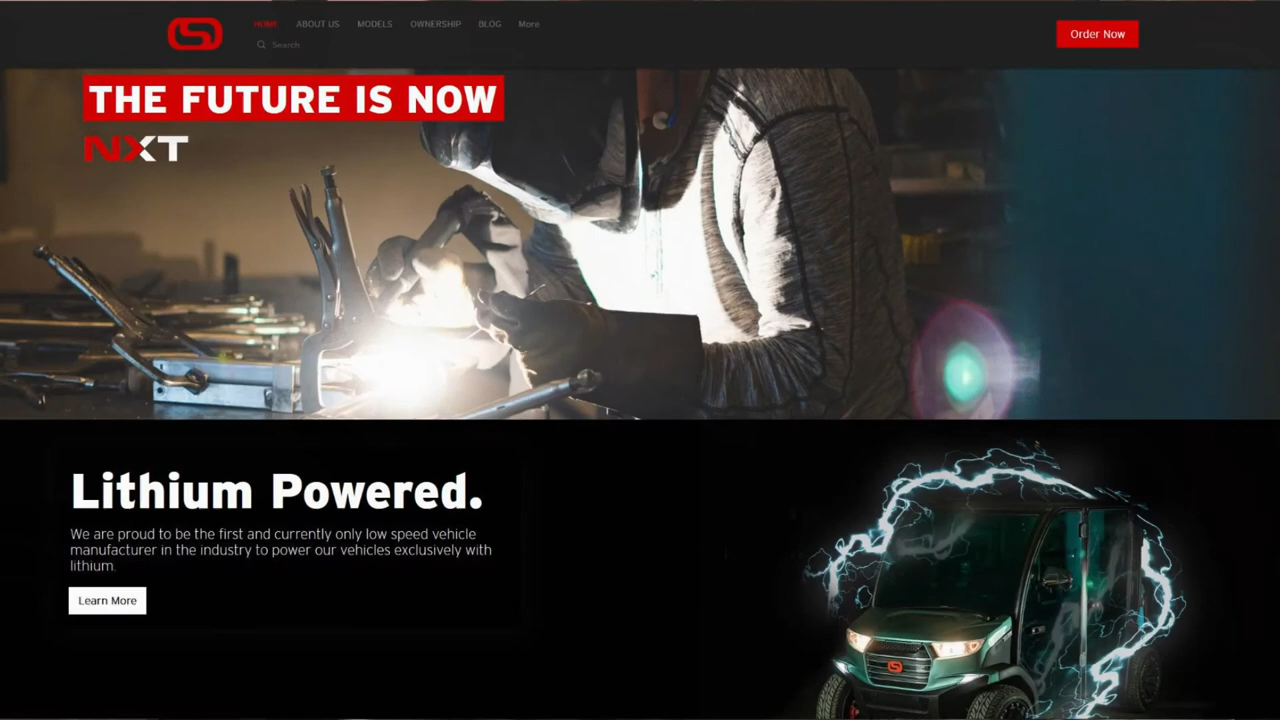 HOME ABOUT US MODELS OWNERSHIP BLOG More
Search
Order Now
THE FUTURE IS NOW
NXT
Lithium Powered.
We are proud to be the first and currently only low speed vehicle
manufacturer in the industry to power our vehicles exclusively with
lithium.
Learn More